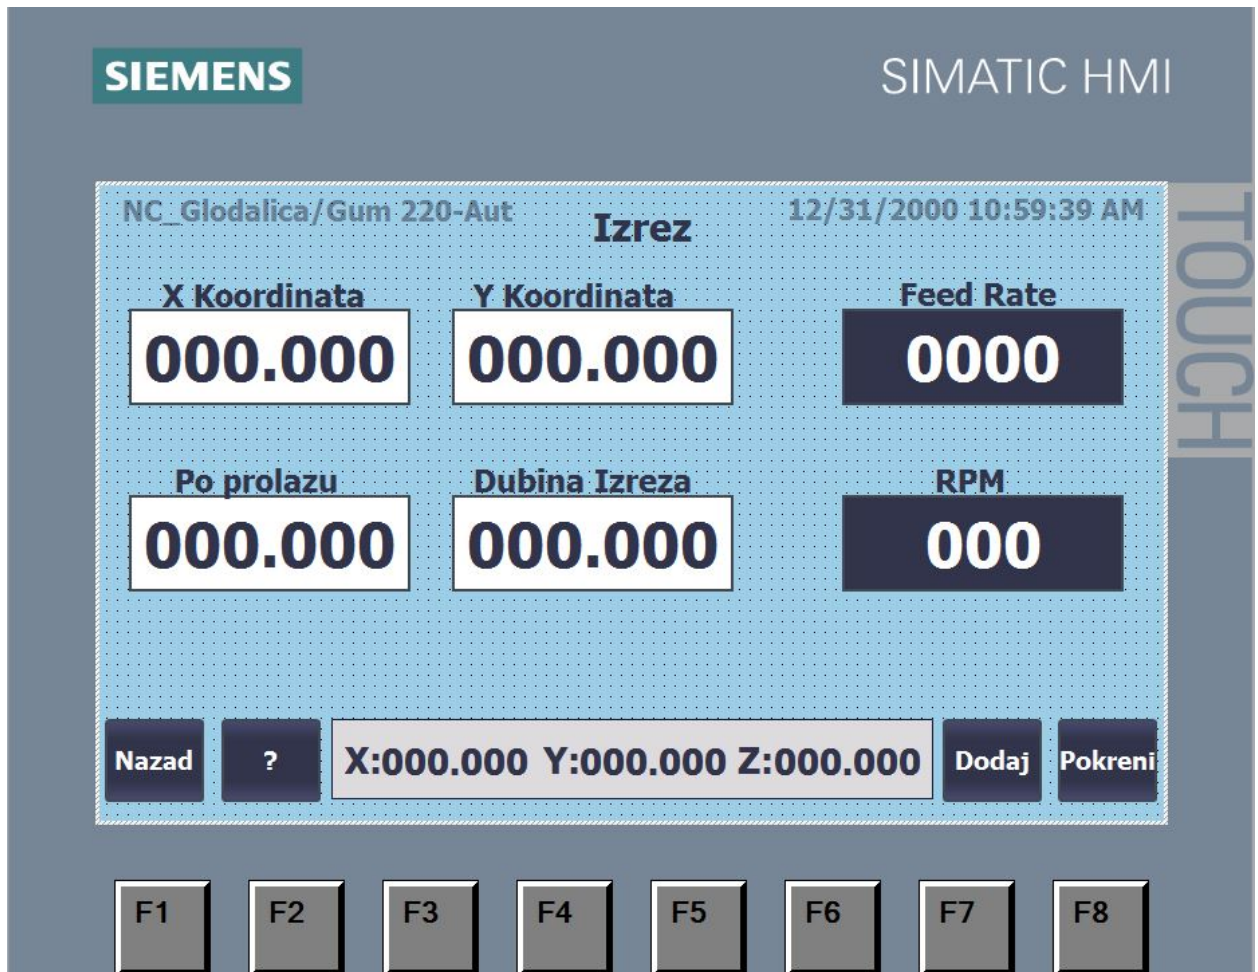 SIEMENS
SIMATIC HMI
TOUCH
NC_Glodalica/Gum 220-Aut
12/31/2000 10:59:39 AM
Izrez
X Koordinata
Y Koordinata
Feed Rate
000.000
000.000
0000
Po prolazu
Dubina Izreza
RPM
000.000
000.000
000
Nazad
?
X:000.000 Y:000.000 Z:000.000
Dodaj
Pokreni
F1
F2
F3
F4
F5
F6
F7
F8